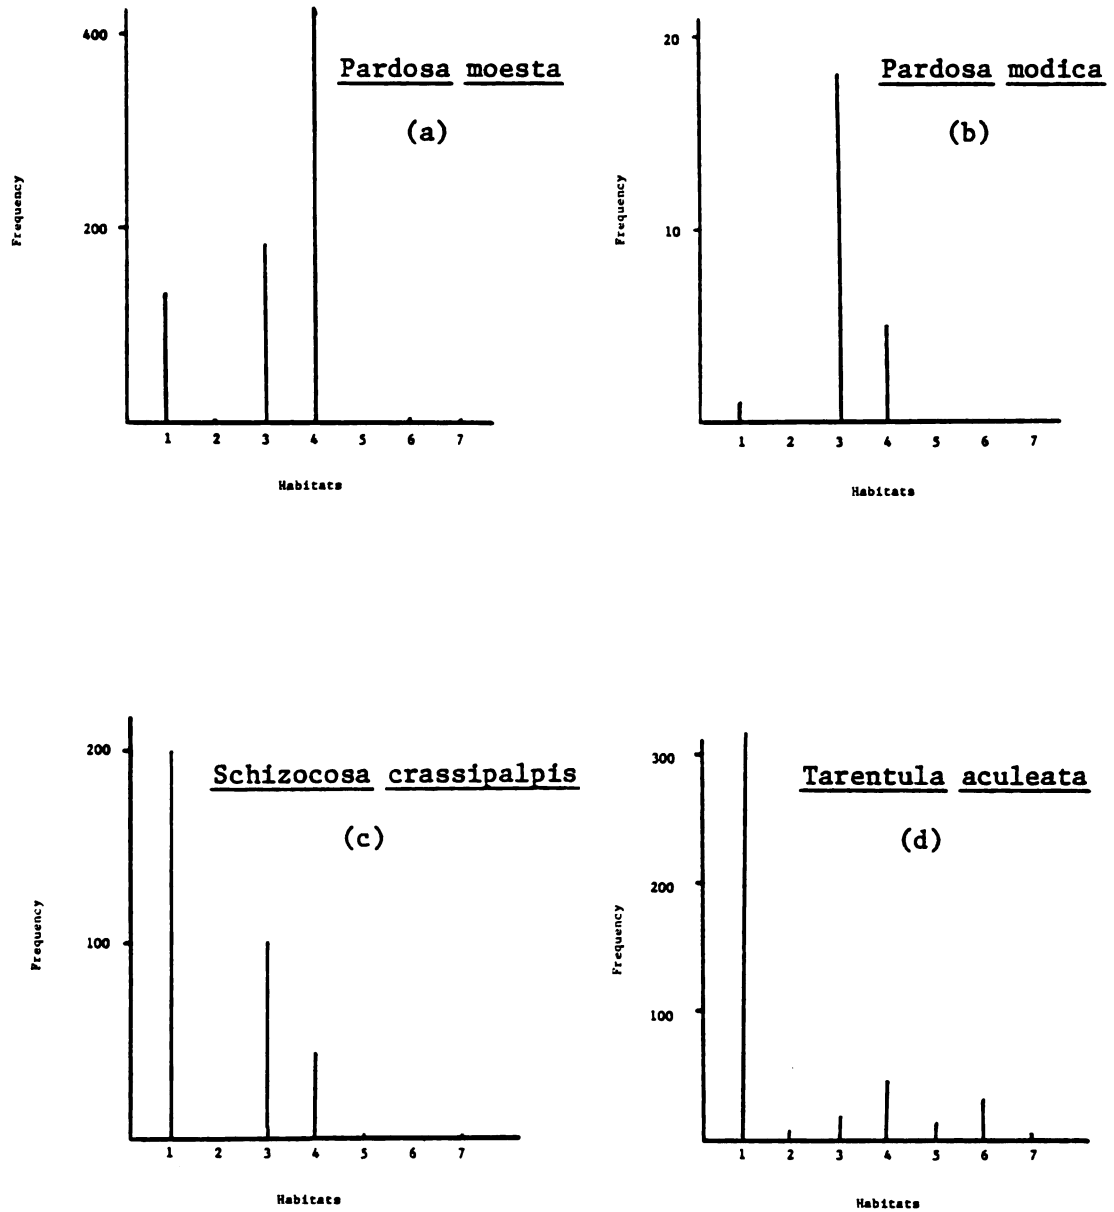 Pardosa moesta
(a)
400
200
Frequency
1 2 3 4 5 6 7
Habitats
Pardosa modica
(b)
20
10
Frequency
1 2 3 4 5 6 7
Habitats
Schizocosa crassipalpis
(c)
200
100
Frequency
1 2 3 4 5 6 7
Habitats
Tarentula aculeata
(d)
300
200
100
Frequency
1 2 3 4 5 6 7
Habitats